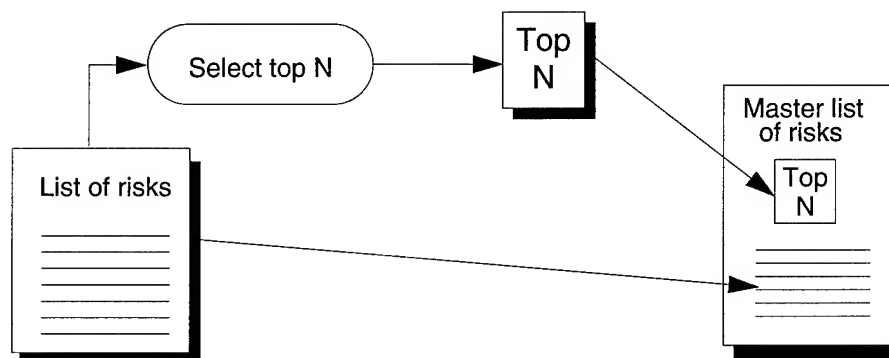 Select top N
Top
N
Master list
of risks
Top
N
List of risks